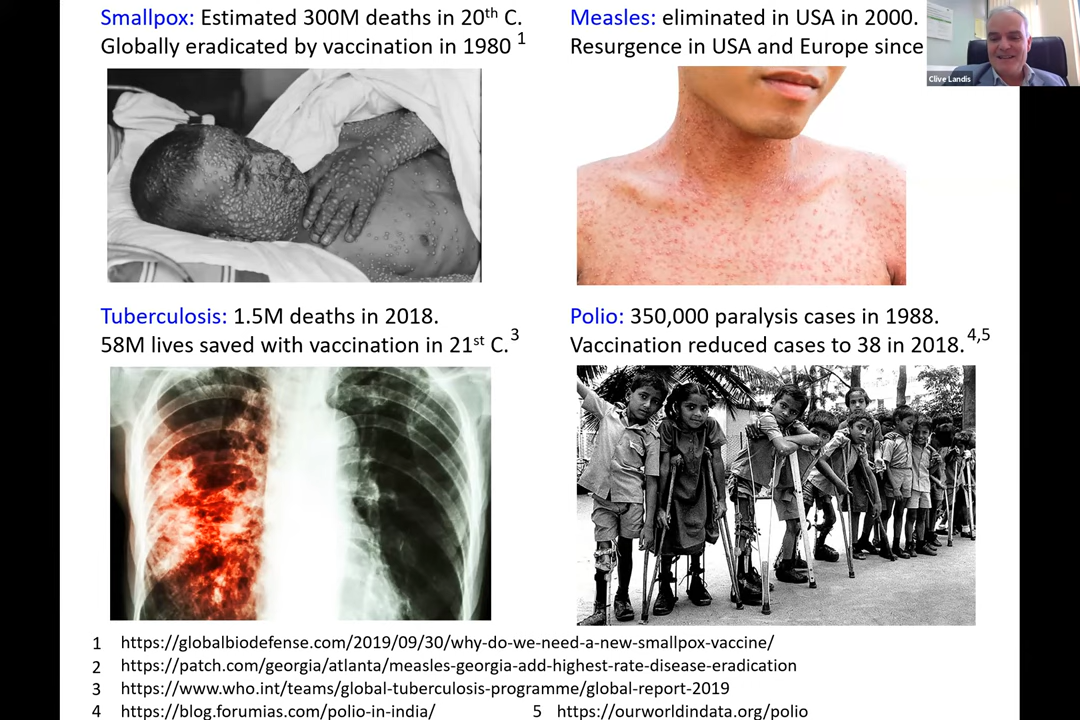 Smallpox: Estimated 300M deaths in 20th C.
Globally eradicated by vaccination in 1980 1
Measles: eliminated in USA in 2000.
Resurgence in USA and Europe since
Clive Landis
Tuberculosis: 1.5M deaths in 2018.
58M lives saved with vaccination in 21st C.3
Polio: 350,000 paralysis cases in 1988.
Vaccination reduced cases to 38 in 2018.4,5
1 https://globalbiodefense.com/2019/09/30/why-do-we-need-a-new-smallpox-vaccine/
2 https://patch.com/georgia/atlanta/measles-georgia-add-highest-rate-disease-eradication
3 https://www.who.int/teams/global-tuberculosis-programme/global-report-2019
4 https://blog.forumias.com/polio-in-india/ 5 https://ourworldindata.org/polio